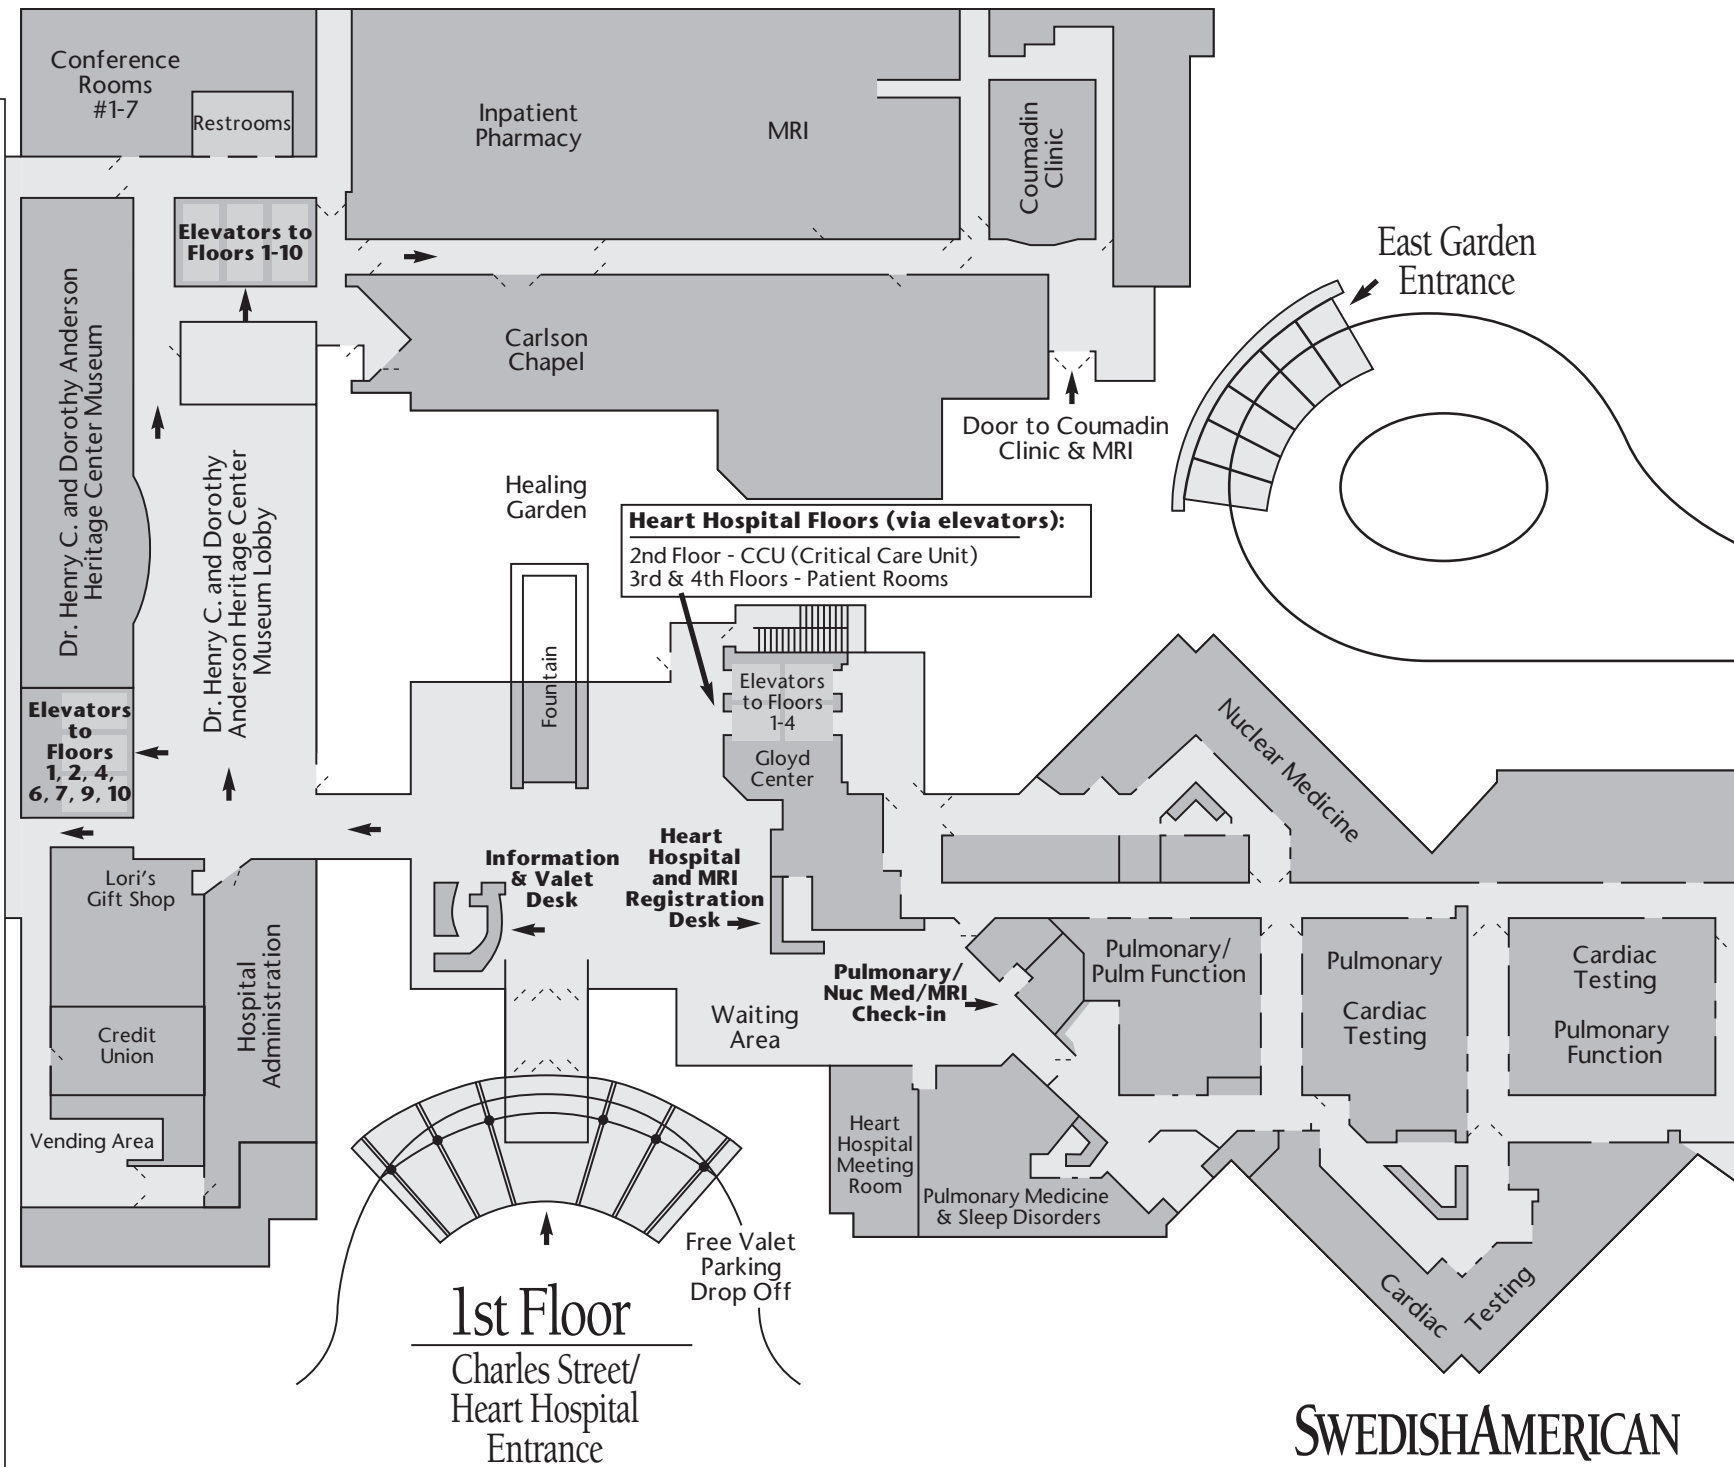 Conference
Rooms
#1-7
Restrooms
Inpatient
Pharmacy
MRI
Coumadin
Clinic
Elevators to
Floors 1-10
East Garden
Entrance
Dr. Henry C. and Dorothy Anderson
Heritage Center Museum
Carlson
Chapel
Door to Coumadin
Clinic & MRI
Dr. Henry C. and Dorothy
Anderson Heritage Center
Museum Lobby
Healing
Garden
Heart Hospital Floors (via elevators):
2nd Floor - CCU (Critical Care Unit)
3rd & 4th Floors - Patient Rooms
Fountain
Elevators
to Floors
1-4
Gloyd
Center
Elevators
to
Floors
1, 2, 4,
6, 7, 9, 10
Nuclear Medicine
Lori's
Gift Shop
Information
& Valet
Desk
Heart
Hospital
and MRI
Registration
Desk
Hospital
Administration
Pulmonary/
Nuc Med/MRI
Check-in
Pulmonary/
Pulm Function
Pulmonary
Cardiac
Testing
Cardiac
Testing
Pulmonary
Function
Waiting
Area
Credit
Union
Vending Area
Heart
Hospital
Meeting
Room
Pulmonary Medicine
& Sleep Disorders
Free Valet
Parking
Drop Off
Cardiac
Testing
1st Floor
Charles Street/
Heart Hospital
Entrance
SWEDISHAMERICAN